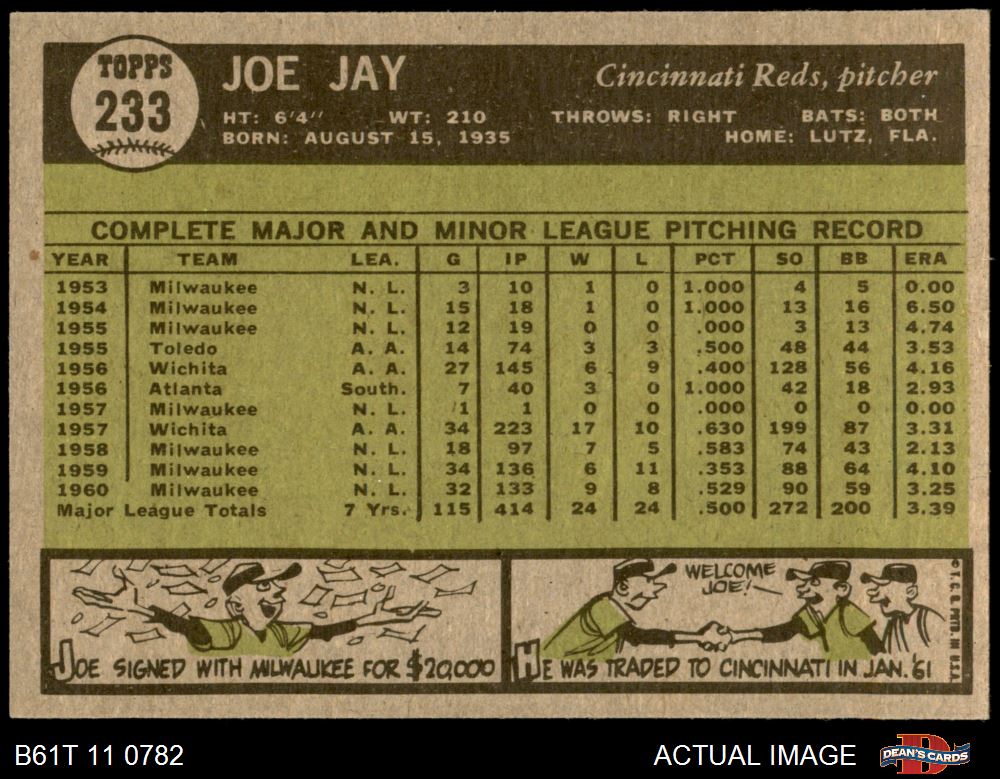 TOPPS
233
JOE JAY
Cincinnati Reds, pitcher
HT: 6'4" WT: 210 THROWS: RIGHT BATS: BOTH
BORN: AUGUST 15, 1935 HOME: LUTZ, FLA.
COMPLETE MAJOR AND MINOR LEAGUE PITCHING RECORD
YEAR TEAM LEA. G IP W L PCT SO BB ERA
1953 Milwaukee N. L. 3 10 1 0 1.000 4 5 0.00
1954 Milwaukee N. L. 15 18 1 0 1.000 13 16 6.50
1955 Milwaukee N. L. 12 19 0 0 .000 3 13 4.74
1955 Toledo A. A. 14 74 3 3 .500 48 44 3.53
1956 Wichita A. A. 27 145 6 9 .400 128 56 4.16
1956 Atlanta South. 7 40 3 0 1.000 42 18 2.93
1957 Milwaukee N. L. 1 1 0 0 .000 0 0 0.00
1957 Wichita A. A. 34 223 17 10 .630 199 87 3.31
1958 Milwaukee N. L. 18 97 7 5 .583 74 43 2.13
1959 Milwaukee N. L. 34 136 6 11 .353 88 64 4.10
1960 Milwaukee N. L. 32 133 9 8 .529 90 59 3.25
Major League Totals 7 Yrs. 115 414 24 24 .500 272 200 3.39
JOE SIGNED WITH MILWAUKEE FOR $20,000
WELCOME
JOE!
HE WAS TRADED TO CINCINNATI IN JAN. '61
© T. C. G. PRTD. IN U.S.A.
B61T 11 0782
ACTUAL IMAGE
DEAN'S CARDS